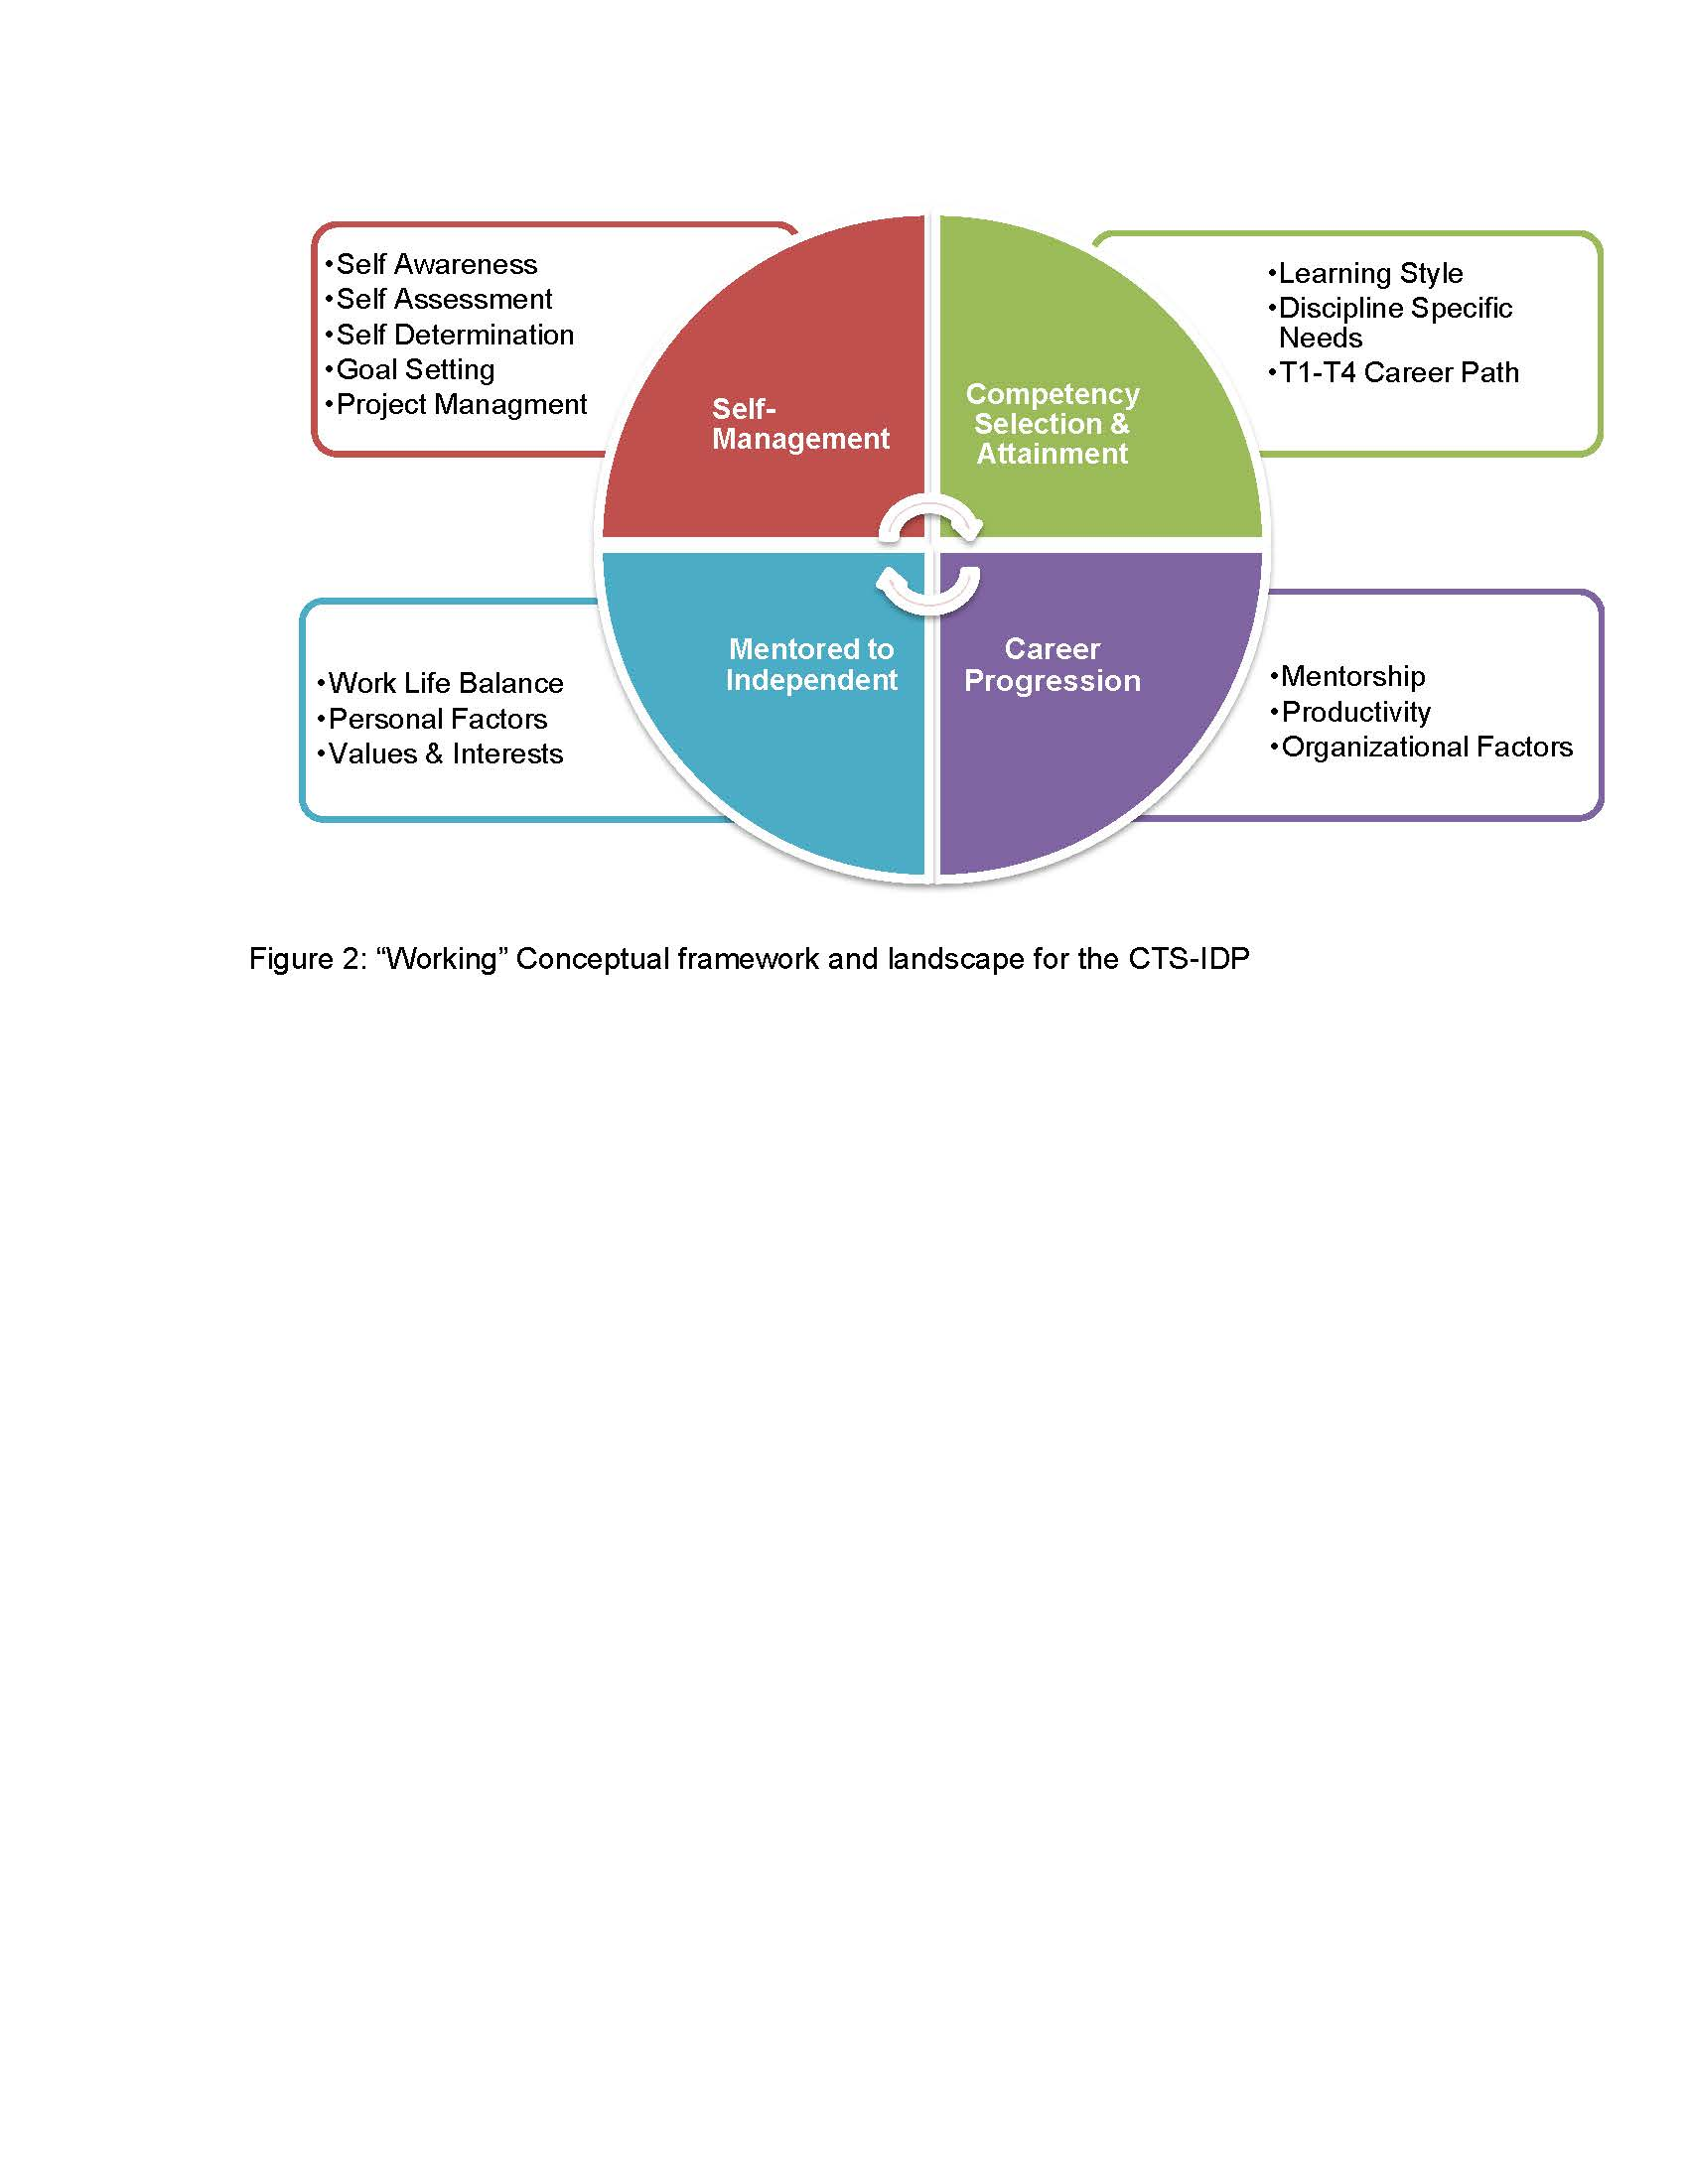 •Self Awareness
•Self Assessment
•Self Determination
•Goal Setting
•Project Managment
Self-
Management
Competency
Selection &
Attainment
•Learning Style
•Discipline Specific
Needs
•T1-T4 Career Path
•Work Life Balance
•Personal Factors
•Values & Interests
Mentored to
Independent
Career
Progression
•Mentorship
•Productivity
•Organizational Factors
Figure 2: “Working” Conceptual framework and landscape for the CTS-IDP